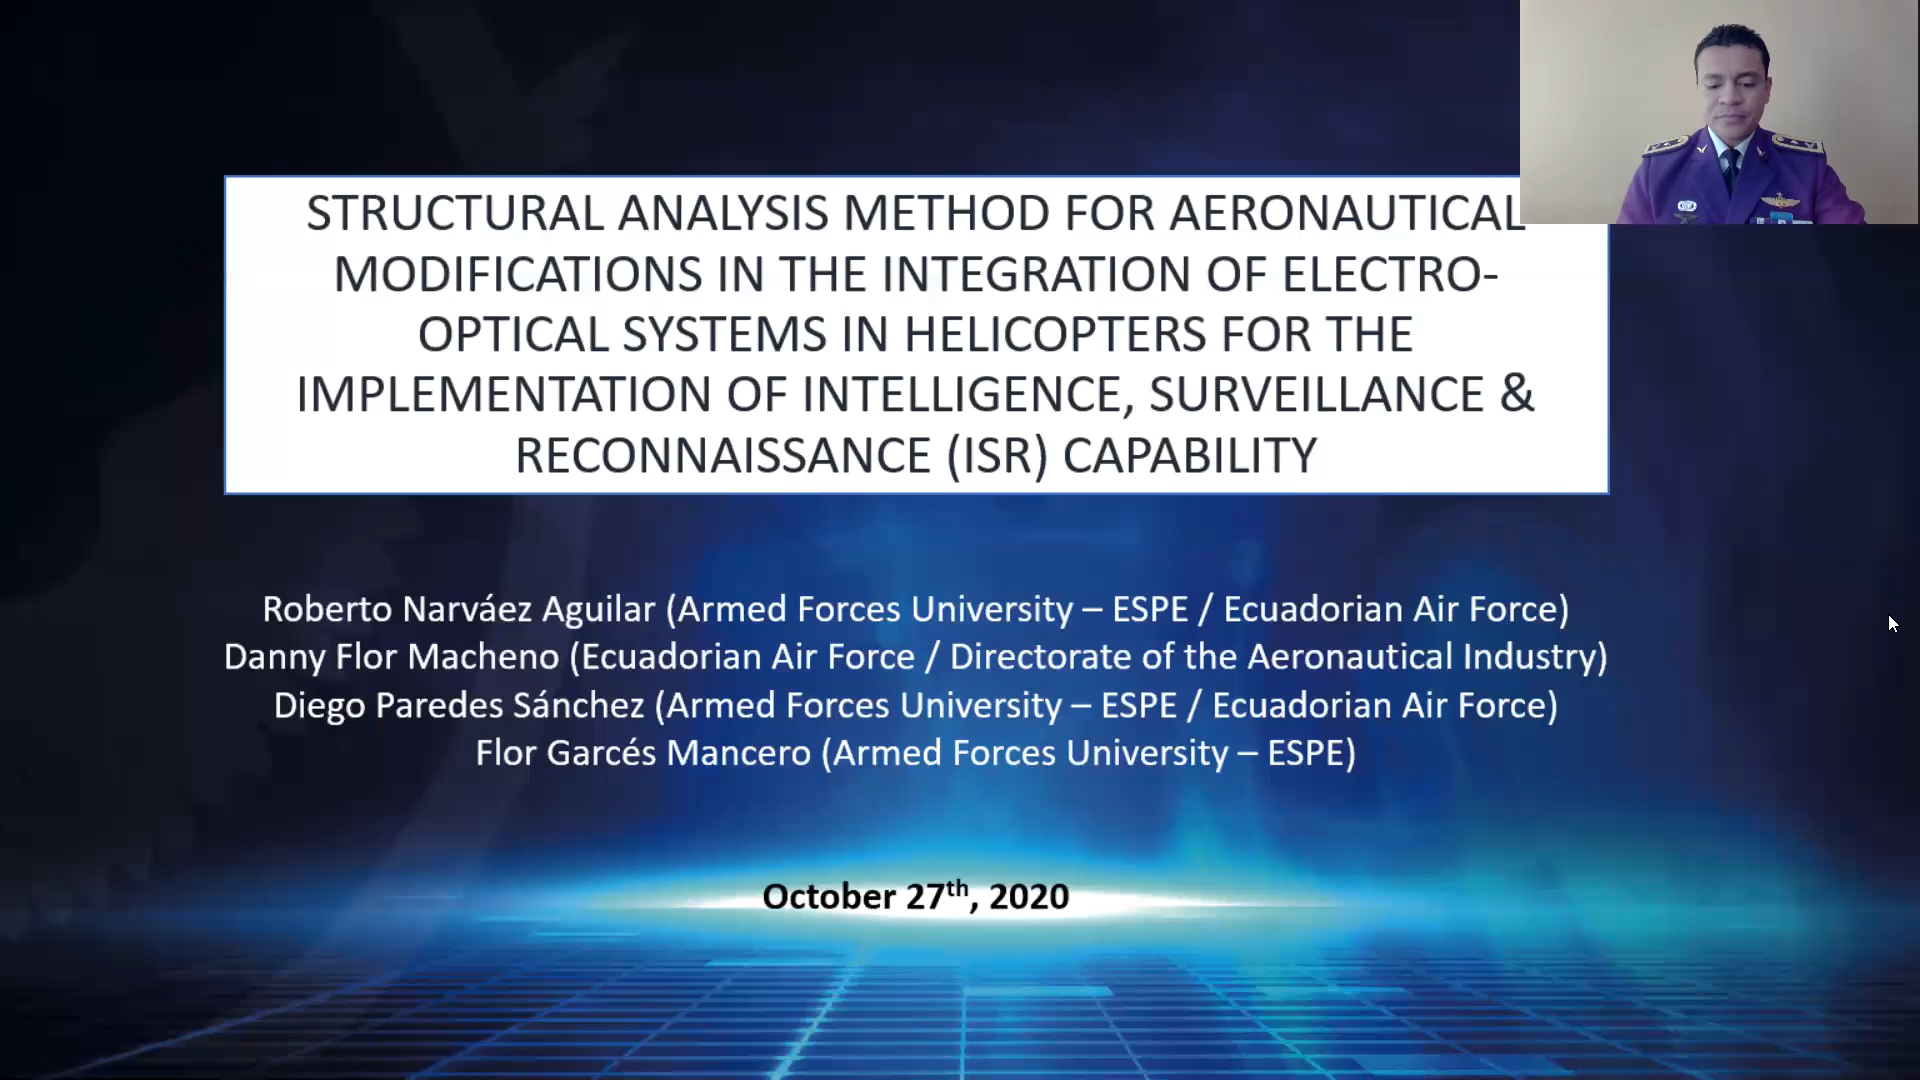 STRUCTURAL ANALYSIS METHOD FOR AERONAUTICAL
MODIFICATIONS IN THE INTEGRATION OF ELECTRO-
OPTICAL SYSTEMS IN HELICOPTERS FOR THE
IMPLEMENTATION OF INTELLIGENCE, SURVEILLANCE &
RECONNAISSANCE (ISR) CAPABILITY
Roberto Narváez Aguilar (Armed Forces University – ESPE / Ecuadorian Air Force)
Danny Flor Macheno (Ecuadorian Air Force / Directorate of the Aeronautical Industry)
Diego Paredes Sánchez (Armed Forces University – ESPE / Ecuadorian Air Force)
Flor Garcés Mancero (Armed Forces University – ESPE)
October 27th, 2020